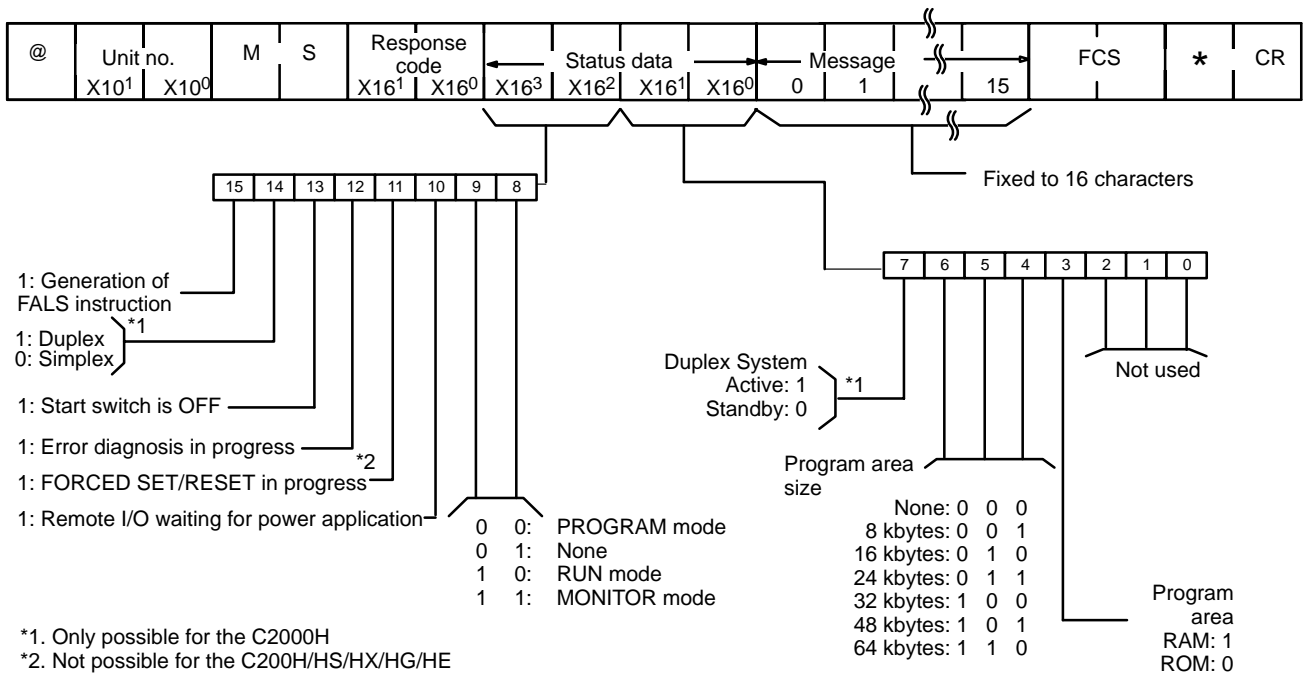 @ Unit no. M S Response code Status data Message FCS * CR
X10¹ X10⁰ X16¹ X16⁰ X16³ X16² X16¹ X16⁰ 0 1 15
Fixed to 16 characters
15 14 13 12 11 10 9 8
7 6 5 4 3 2 1 0
1: Generation of
FALS instruction
1: Duplex
0: Simplex
*1
1: Start switch is OFF
1: Error diagnosis in progress
*2
1: FORCED SET/RESET in progress
1: Remote I/O waiting for power application
0 0: PROGRAM mode
0 1: None
1 0: RUN mode
1 1: MONITOR mode
Duplex System
Active: 1
Standby: 0
*1
Not used
Program area
size
None: 0 0 0
8 kbytes: 0 0 1
16 kbytes: 0 1 0
24 kbytes: 0 1 1
32 kbytes: 1 0 0
48 kbytes: 1 0 1
64 kbytes: 1 1 0
Program
area
RAM: 1
ROM: 0
*1. Only possible for the C2000H
*2. Not possible for the C200H/HS/HX/HG/HE